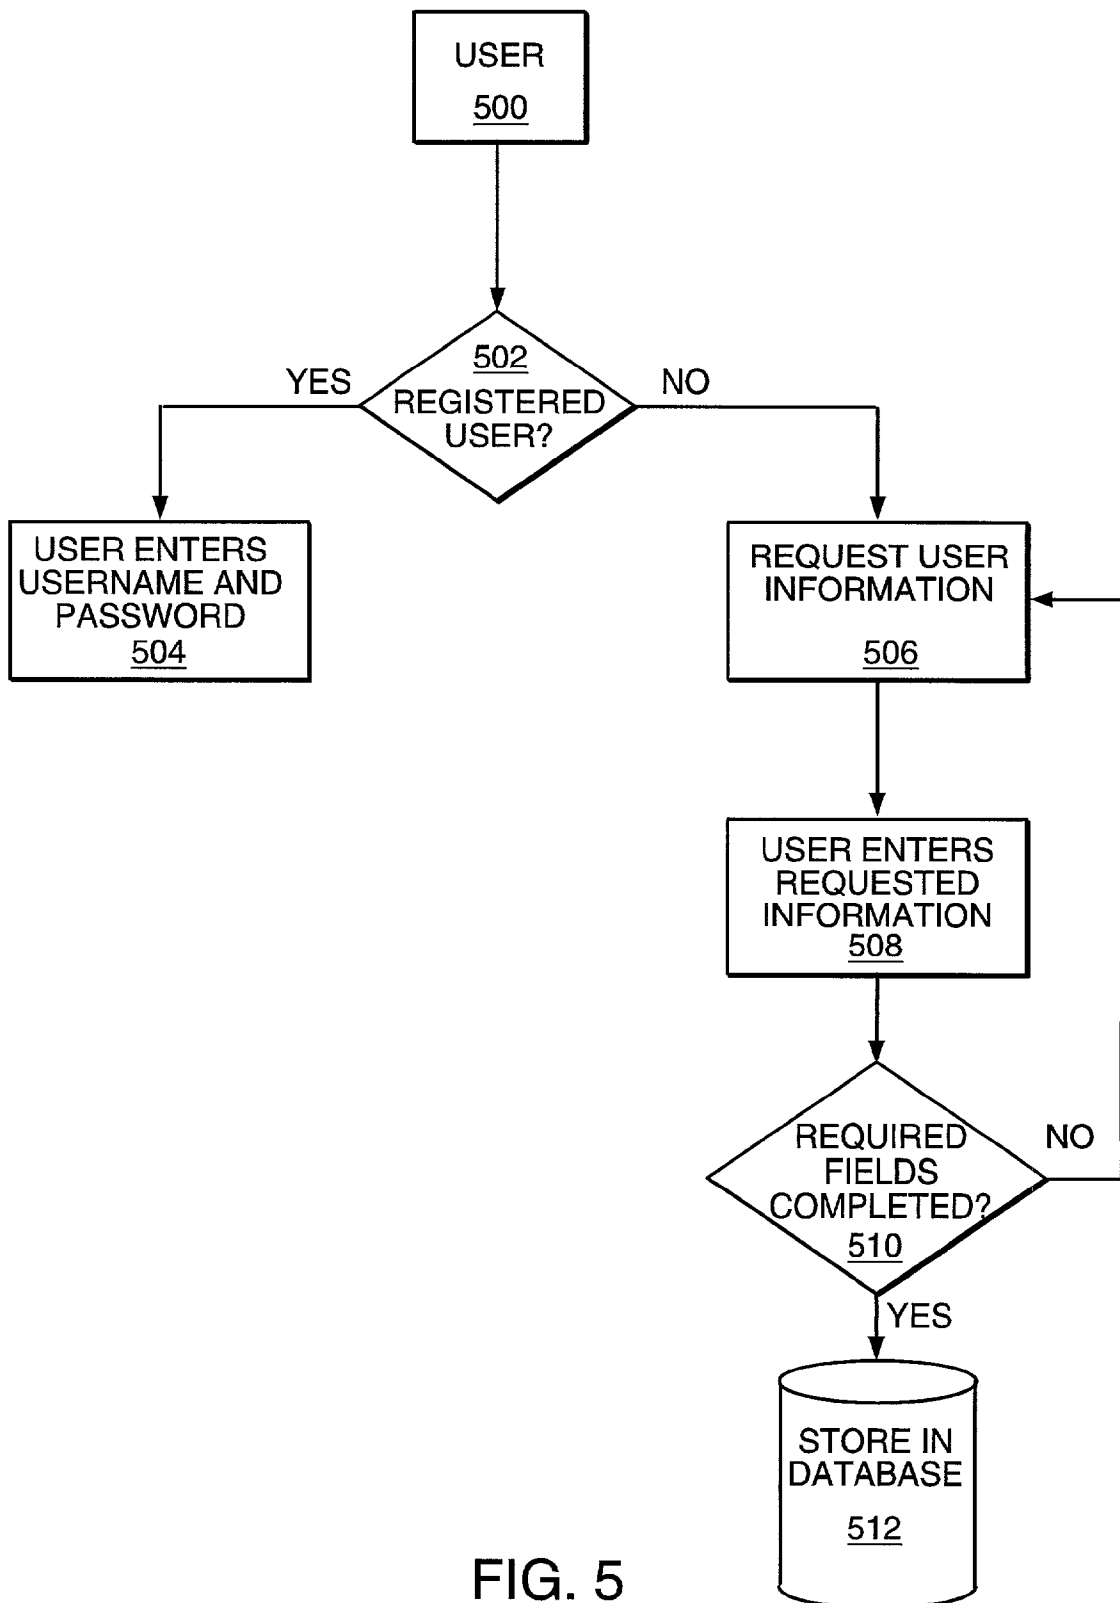 USER
500
502
YES
NO
REGISTERED
USER?
USER ENTERS
USERNAME AND
PASSWORD
504
REQUEST USER
INFORMATION
506
USER ENTERS
REQUESTED
INFORMATION
508
REQUIRED
FIELDS
COMPLETED?
510
NO
YES
STORE IN
DATABASE
512
FIG. 5